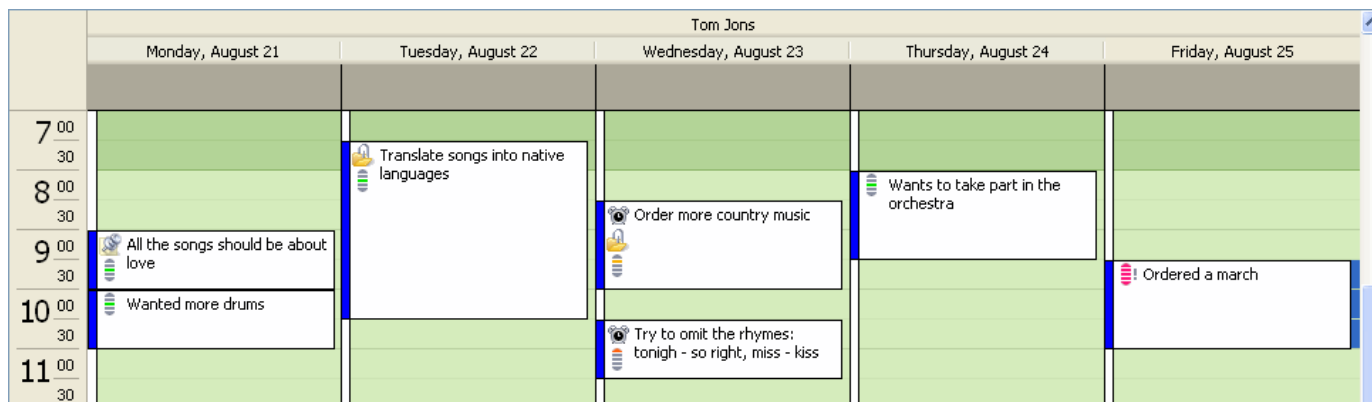 Tom Jons
Monday, August 21
Tuesday, August 22
Wednesday, August 23
Thursday, August 24
Friday, August 25
7 00
30
8 00
30
9 00
30
10 00
30
11 00
30
All the songs should be about
love
Wanted more drums
Translate songs into native
languages
Order more country music
Try to omit the rhymes:
tonigh - so right, miss - kiss
Wants to take part in the
orchestra
! Ordered a march